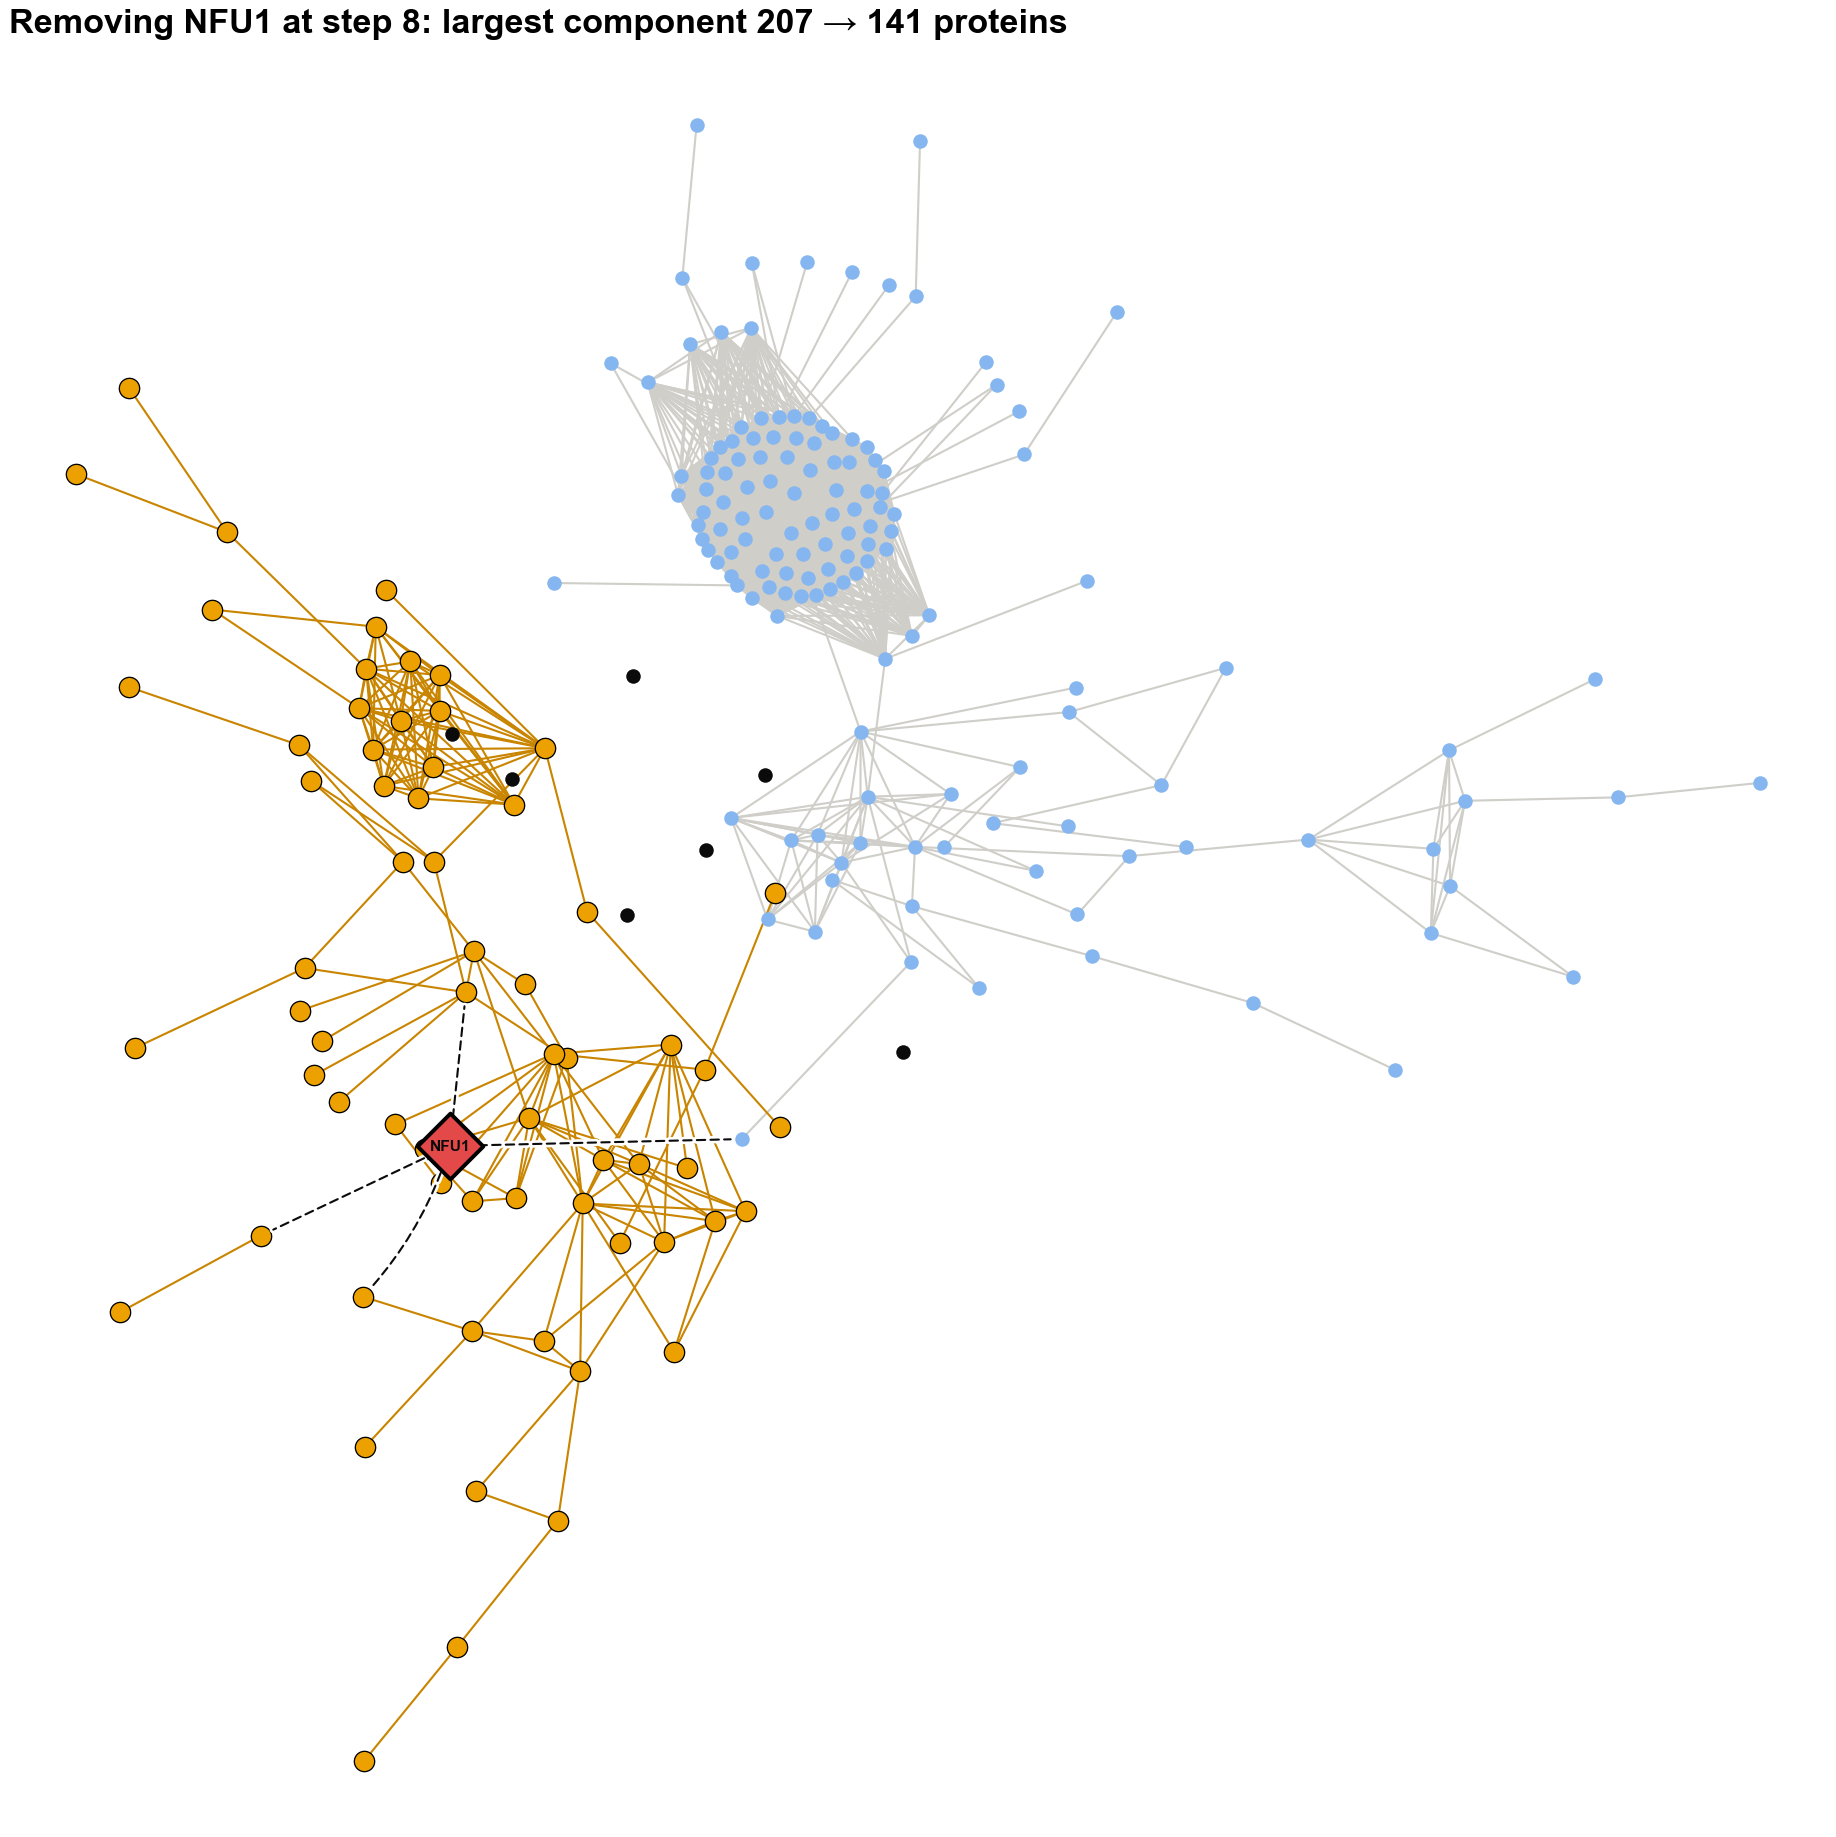 Removing NFU1 at step 8: largest component 207 → 141 proteins
NFU1